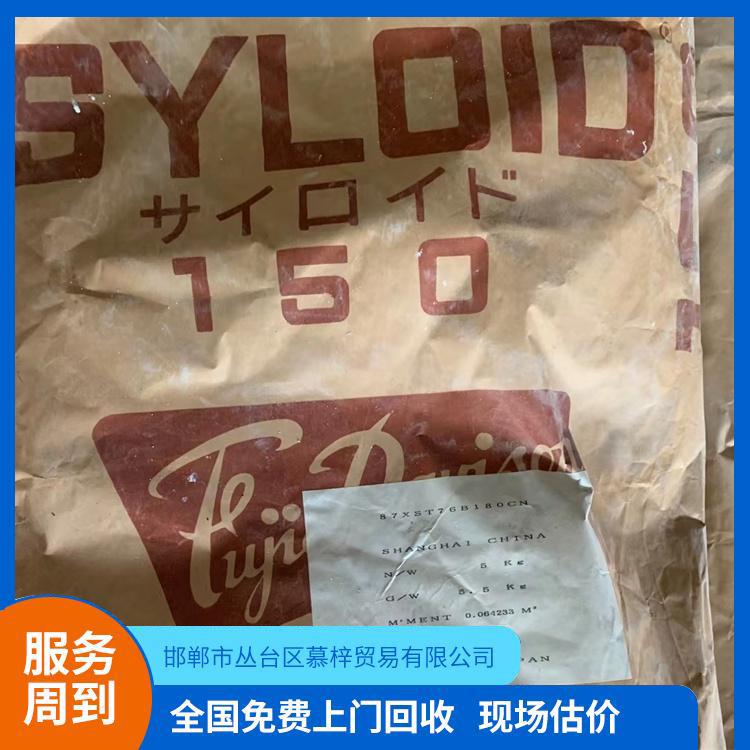 SYLOID
サイロイド
150
Fuji Davison
87XST76B180CN
SHANGHAI CHINA
N/W 5 Kg
G/W 5.5 Kg
M'MENT 0.064233 M³
服务
周到
邯郸市丛台区慕梓贸易有限公司
全国免费上门回收 现场估价